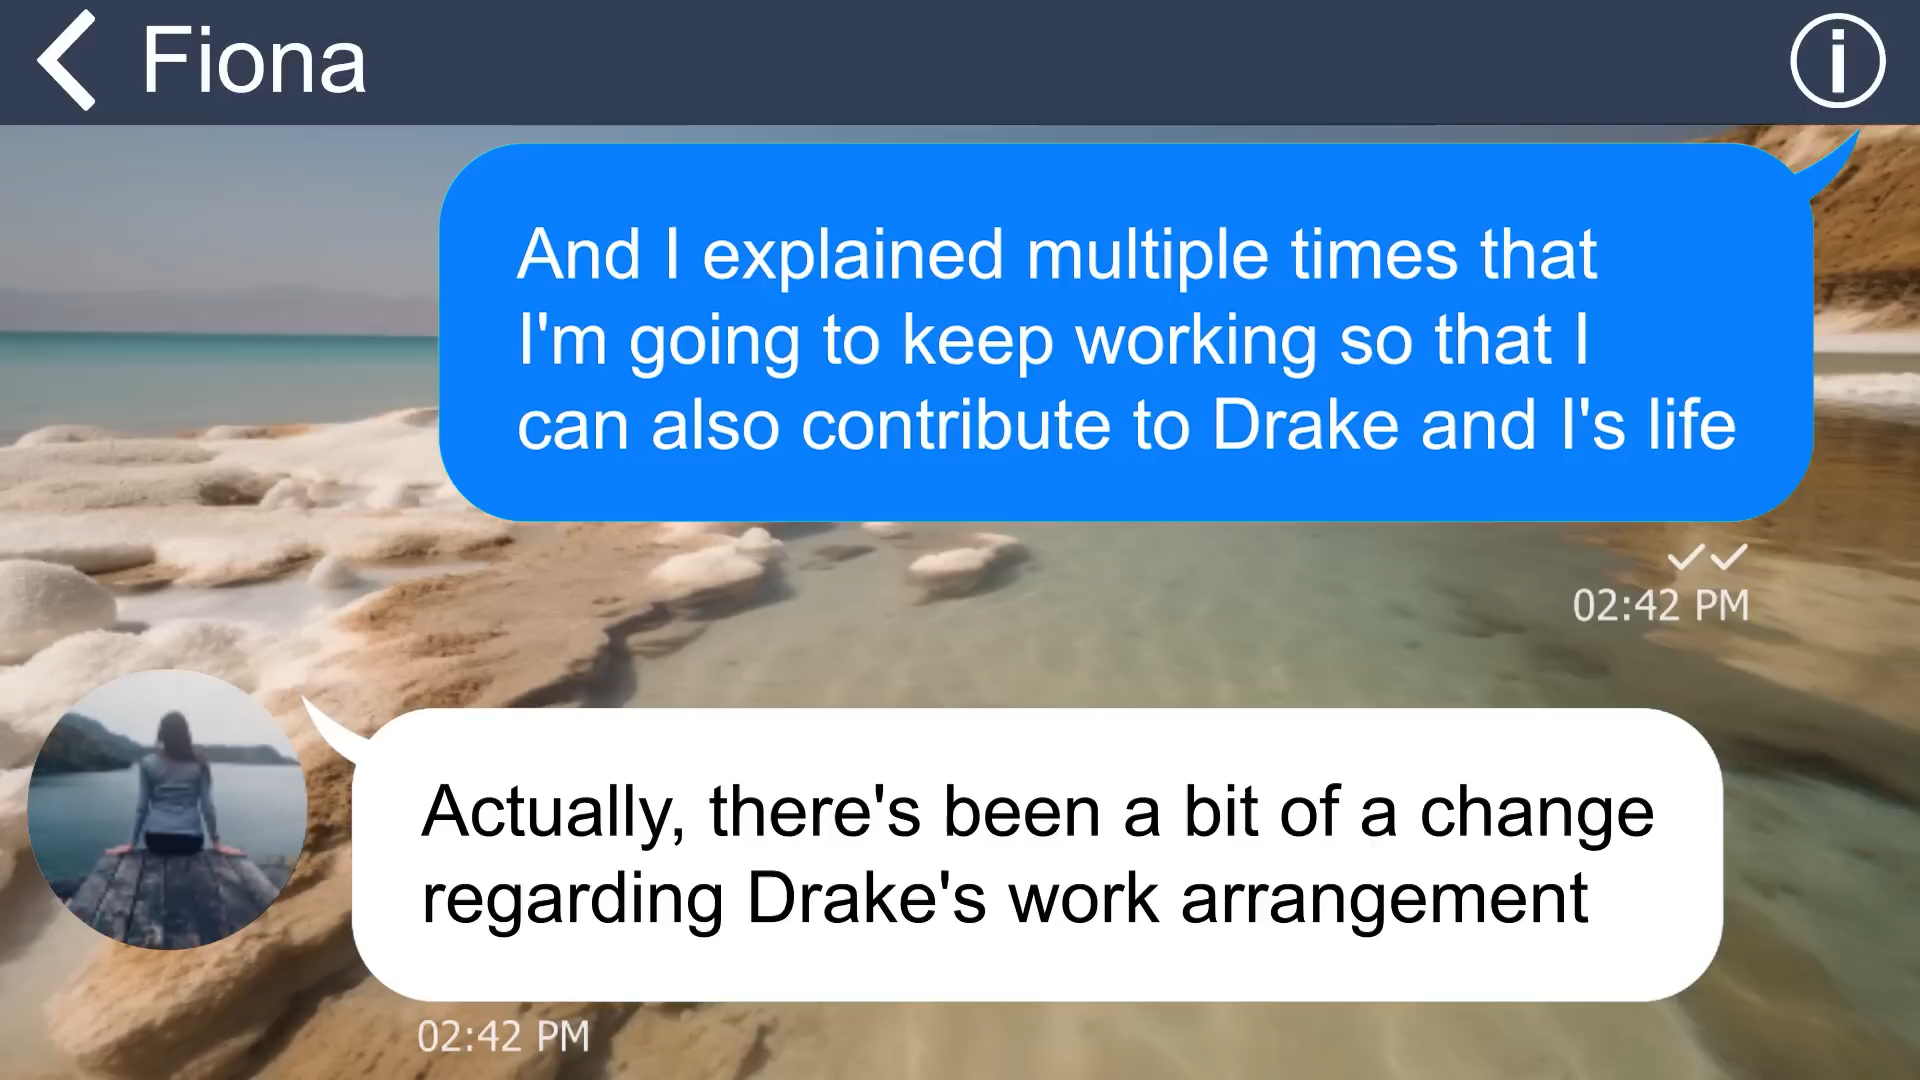 Fiona
And I explained multiple times that
I'm going to keep working so that I
can also contribute to Drake and I's life
02:42 PM
Actually, there's been a bit of a change
regarding Drake's work arrangement
02:42 PM